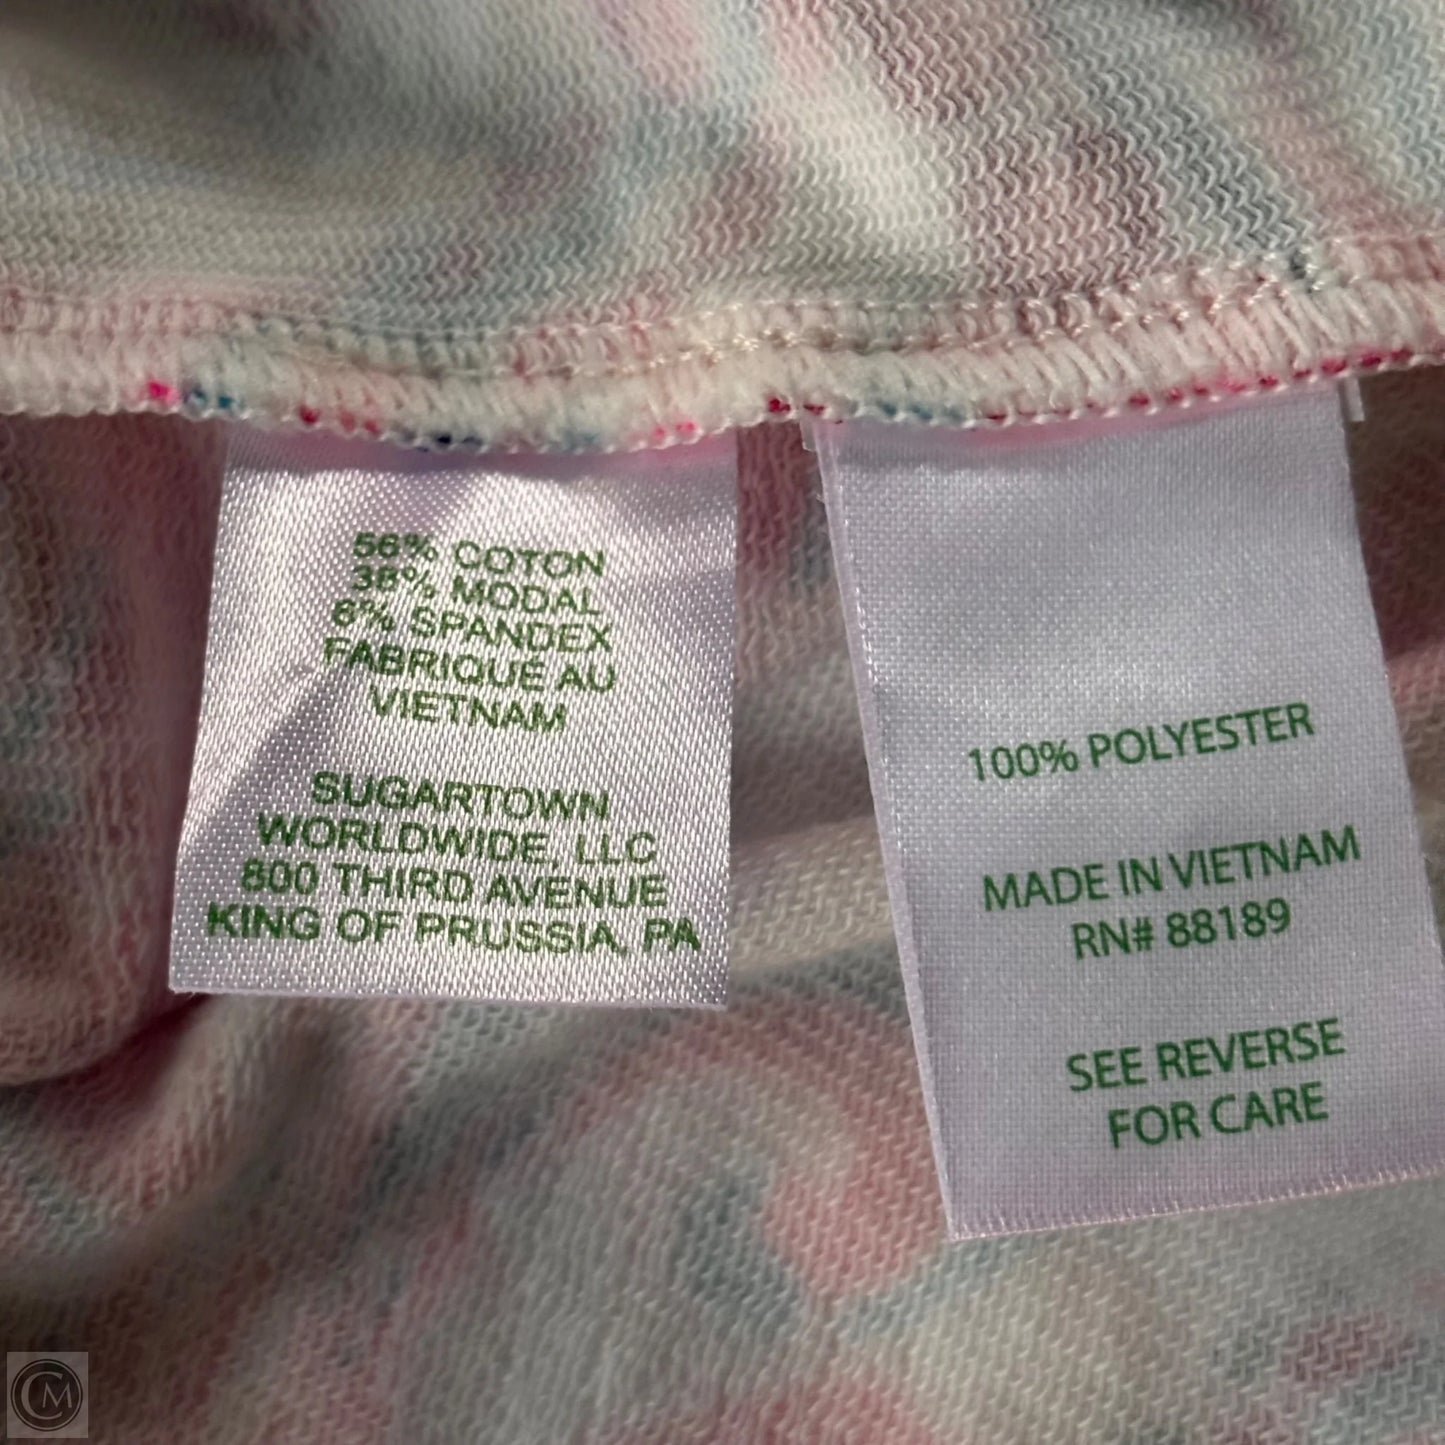 56% COTON
38% MODAL
6% SPANDEX
FABRIQUÉ AU
VIETNAM
SUGARTOWN
WORLDWIDE, LLC
800 THIRD AVENUE
KING OF PRUSSIA, PA
100% POLYESTER
MADE IN VIETNAM
RN# 88189
SEE REVERSE
FOR CARE
CM